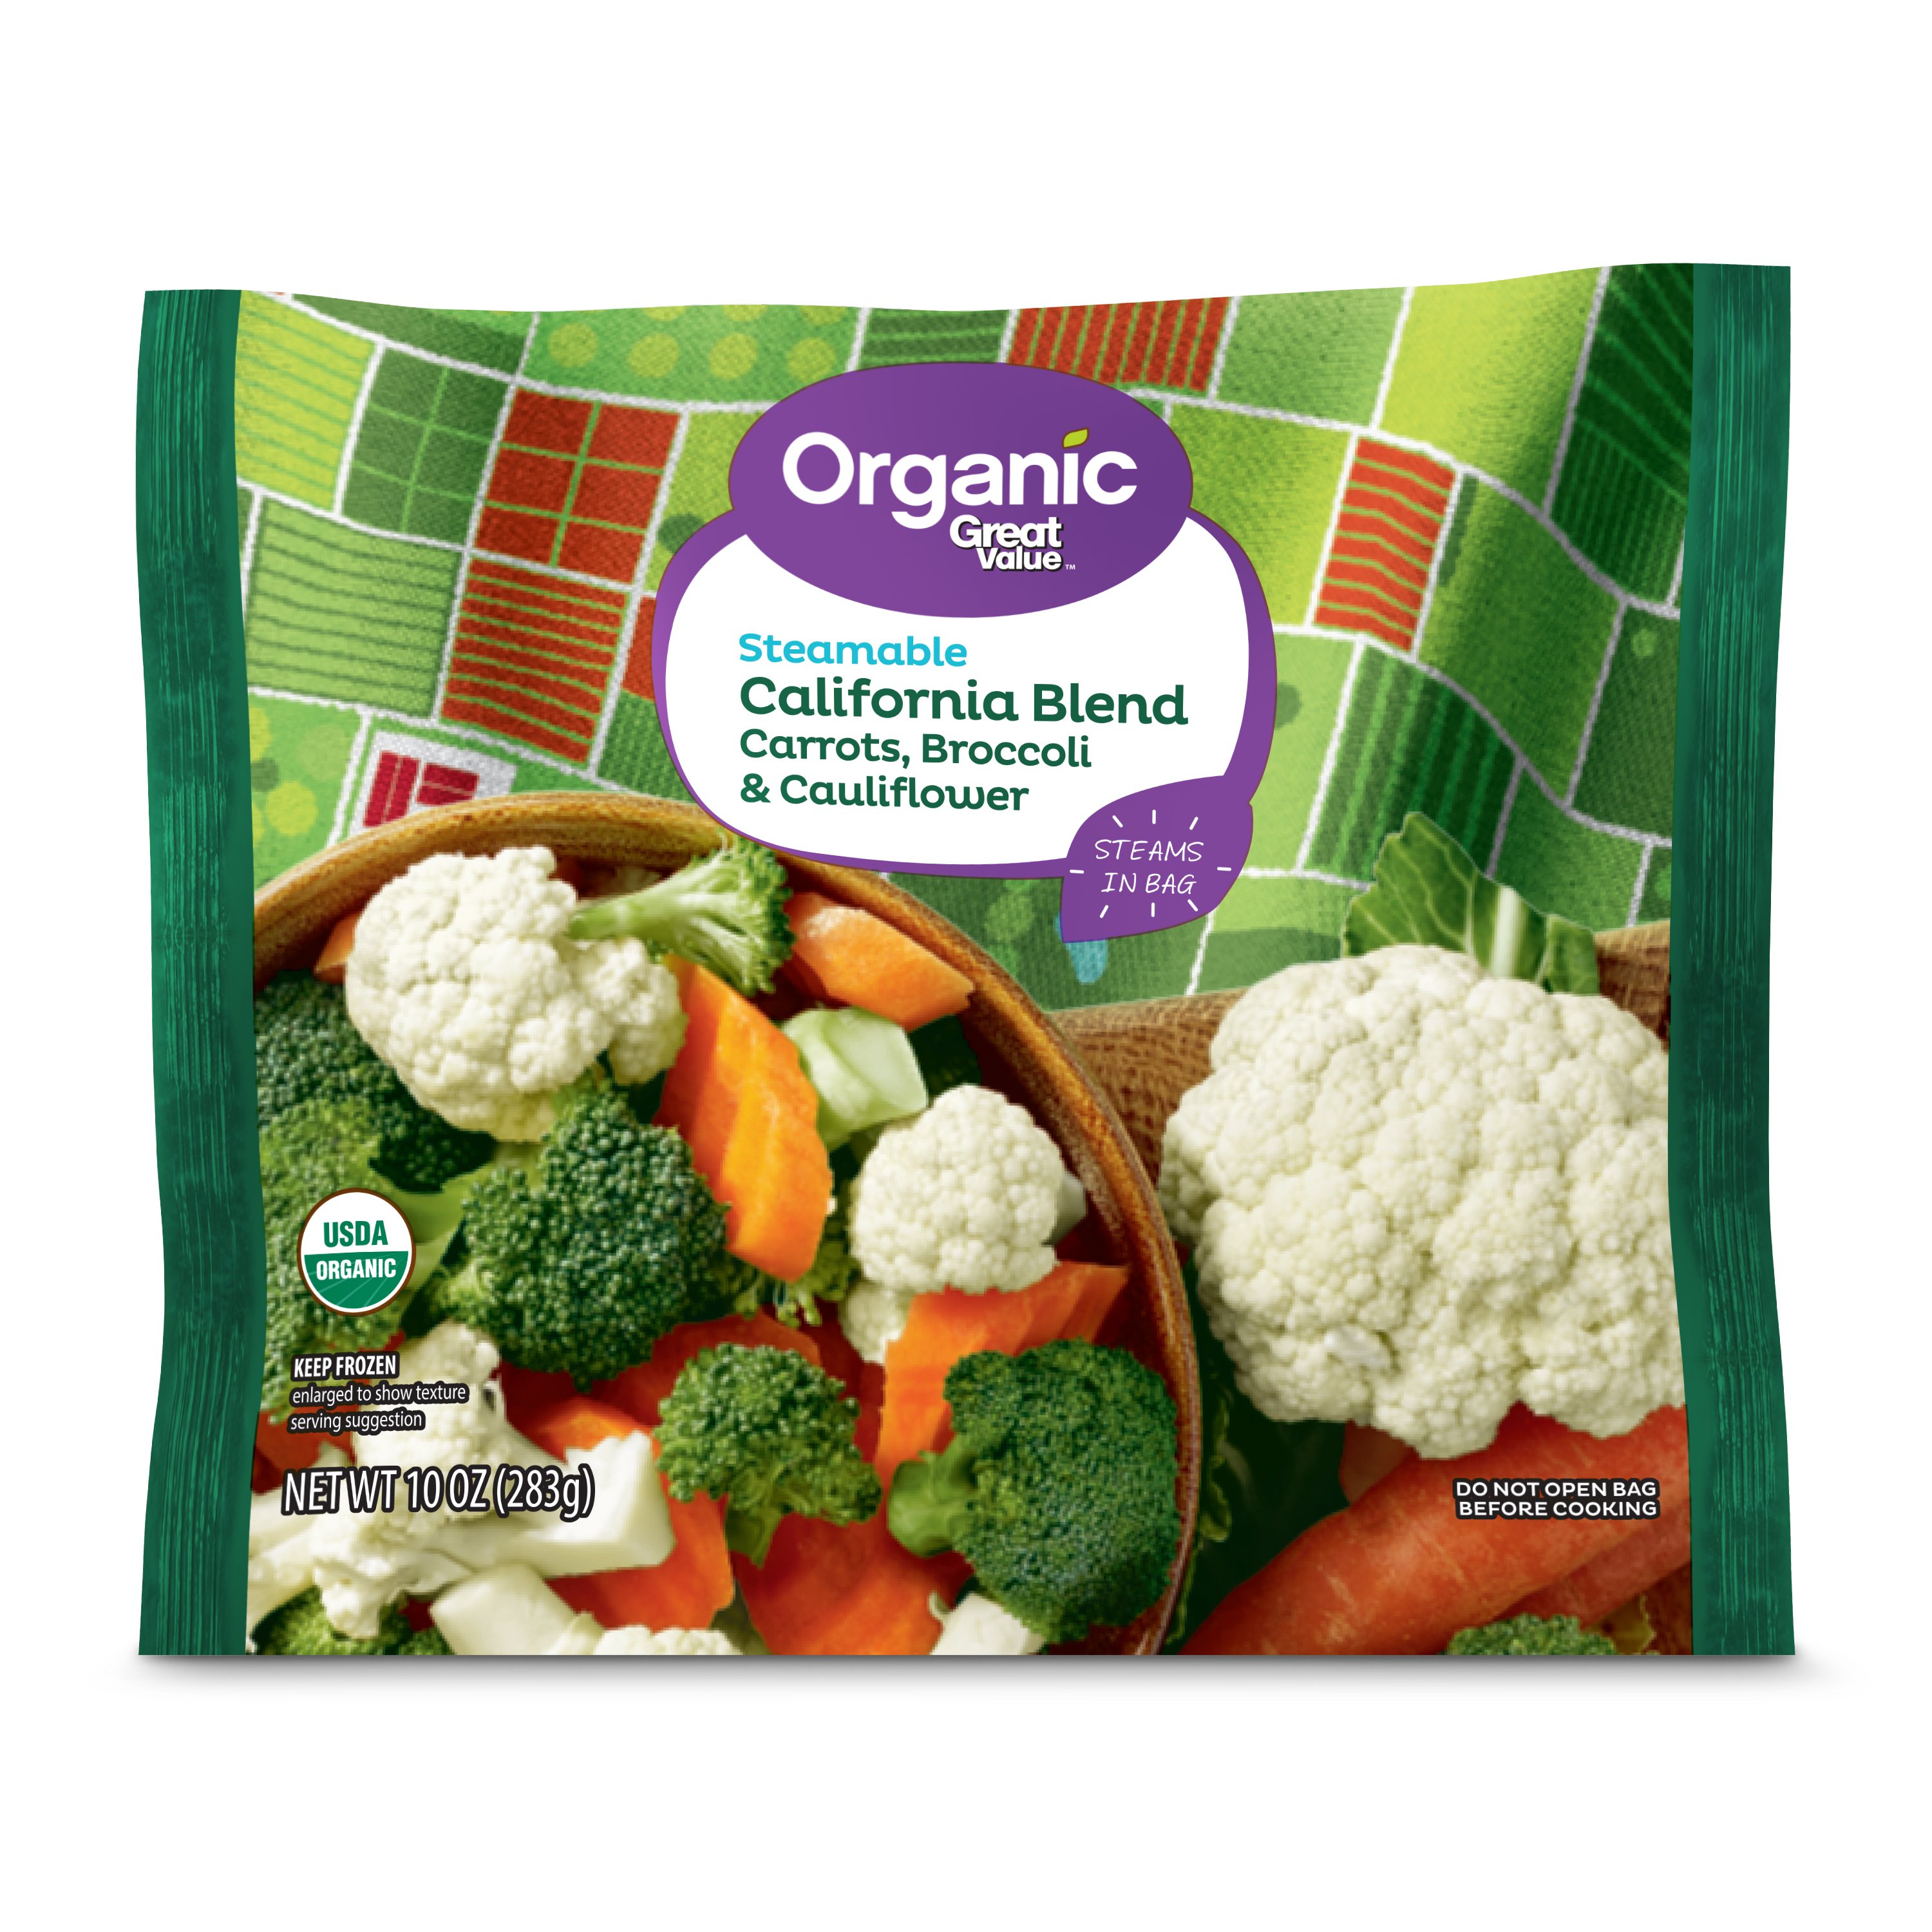 Organic
Great
Value™
Steamable
California Blend
Carrots, Broccoli
& Cauliflower
STEAMS
IN BAG
USDA
ORGANIC
KEEP FROZEN
enlarged to show texture
serving suggestion
NET WT 10 OZ (283g)
DO NOT OPEN BAG
BEFORE COOKING